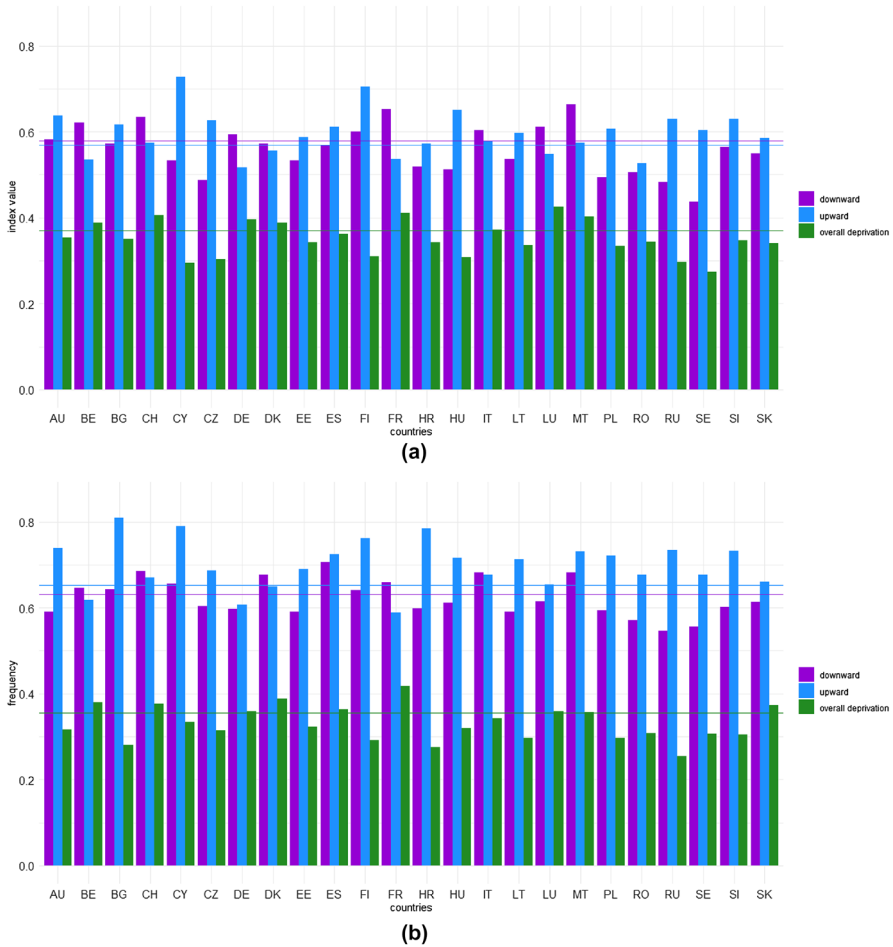 0.8
0.6
0.4
0.2
0.0
index value
AU BE BG CH CY CZ DE DK EE ES FI FR HR HU IT LT LU MT PL RO RU SE SI SK
countries
downward
upward
overall deprivation
(a)
0.8
0.6
0.4
0.2
0.0
frequency
AU BE BG CH CY CZ DE DK EE ES FI FR HR HU IT LT LU MT PL RO RU SE SI SK
countries
downward
upward
overall deprivation
(b)